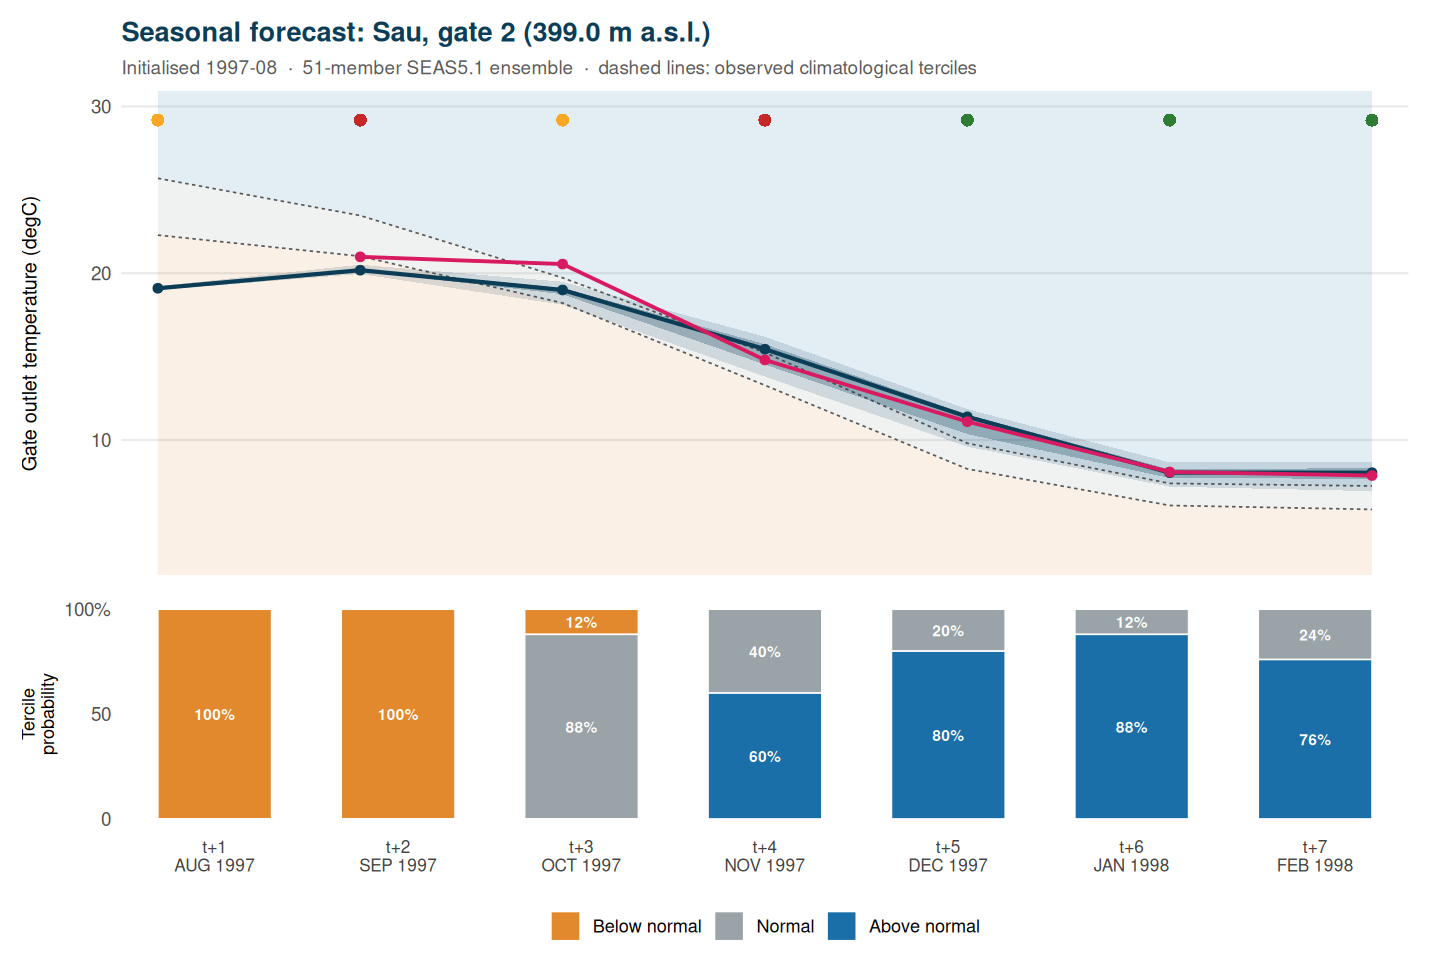 Seasonal forecast: Sau, gate 2 (399.0 m a.s.l.)
Initialised 1997-08 · 51-member SEAS5.1 ensemble · dashed lines: observed climatological terciles
30
20
10
Gate outlet temperature (degC)
100%
50
0
Tercile
probability
100%
100%
12%
88%
40%
60%
20%
80%
12%
88%
24%
76%
t+1
AUG 1997
t+2
SEP 1997
t+3
OCT 1997
t+4
NOV 1997
t+5
DEC 1997
t+6
JAN 1998
t+7
FEB 1998
Below normal
Normal
Above normal